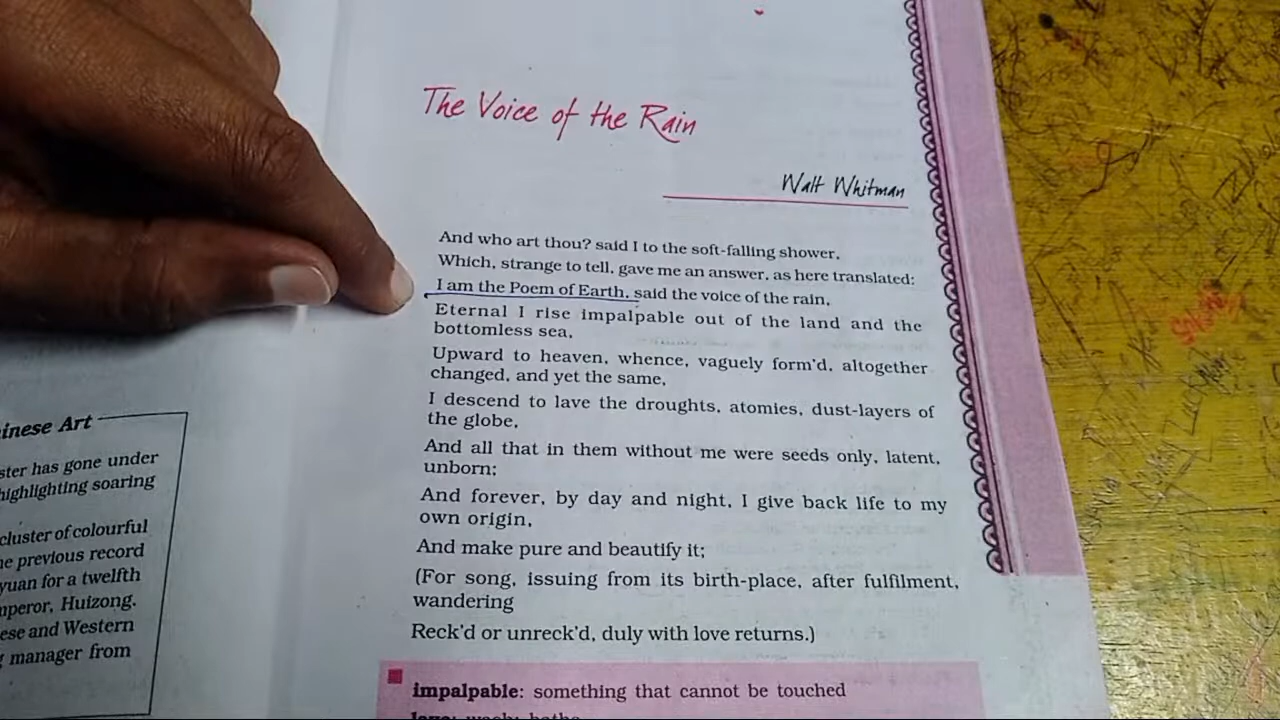 The Voice of the Rain
Walt Whitman
And who art thou? said I to the soft-falling shower,
Which, strange to tell, gave me an answer, as here translated:
I am the Poem of Earth, said the voice of the rain,
Eternal I rise impalpable out of the land and the
bottomless sea,
Upward to heaven, whence, vaguely form'd, altogether
changed, and yet the same,
I descend to lave the droughts, atomies, dust-layers of
the globe,
And all that in them without me were seeds only, latent,
unborn;
And forever, by day and night, I give back life to my
own origin,
And make pure and beautify it;
(For song, issuing from its birth-place, after fulfilment,
wandering
Reck'd or unreck'd, duly with love returns.)
impalpable: something that cannot be touched
inese Art
ster has gone under
highlighting soaring
cluster of colourful
e previous record
yuan for a twelfth
mperor, Huizong.
ese and Western
manager from